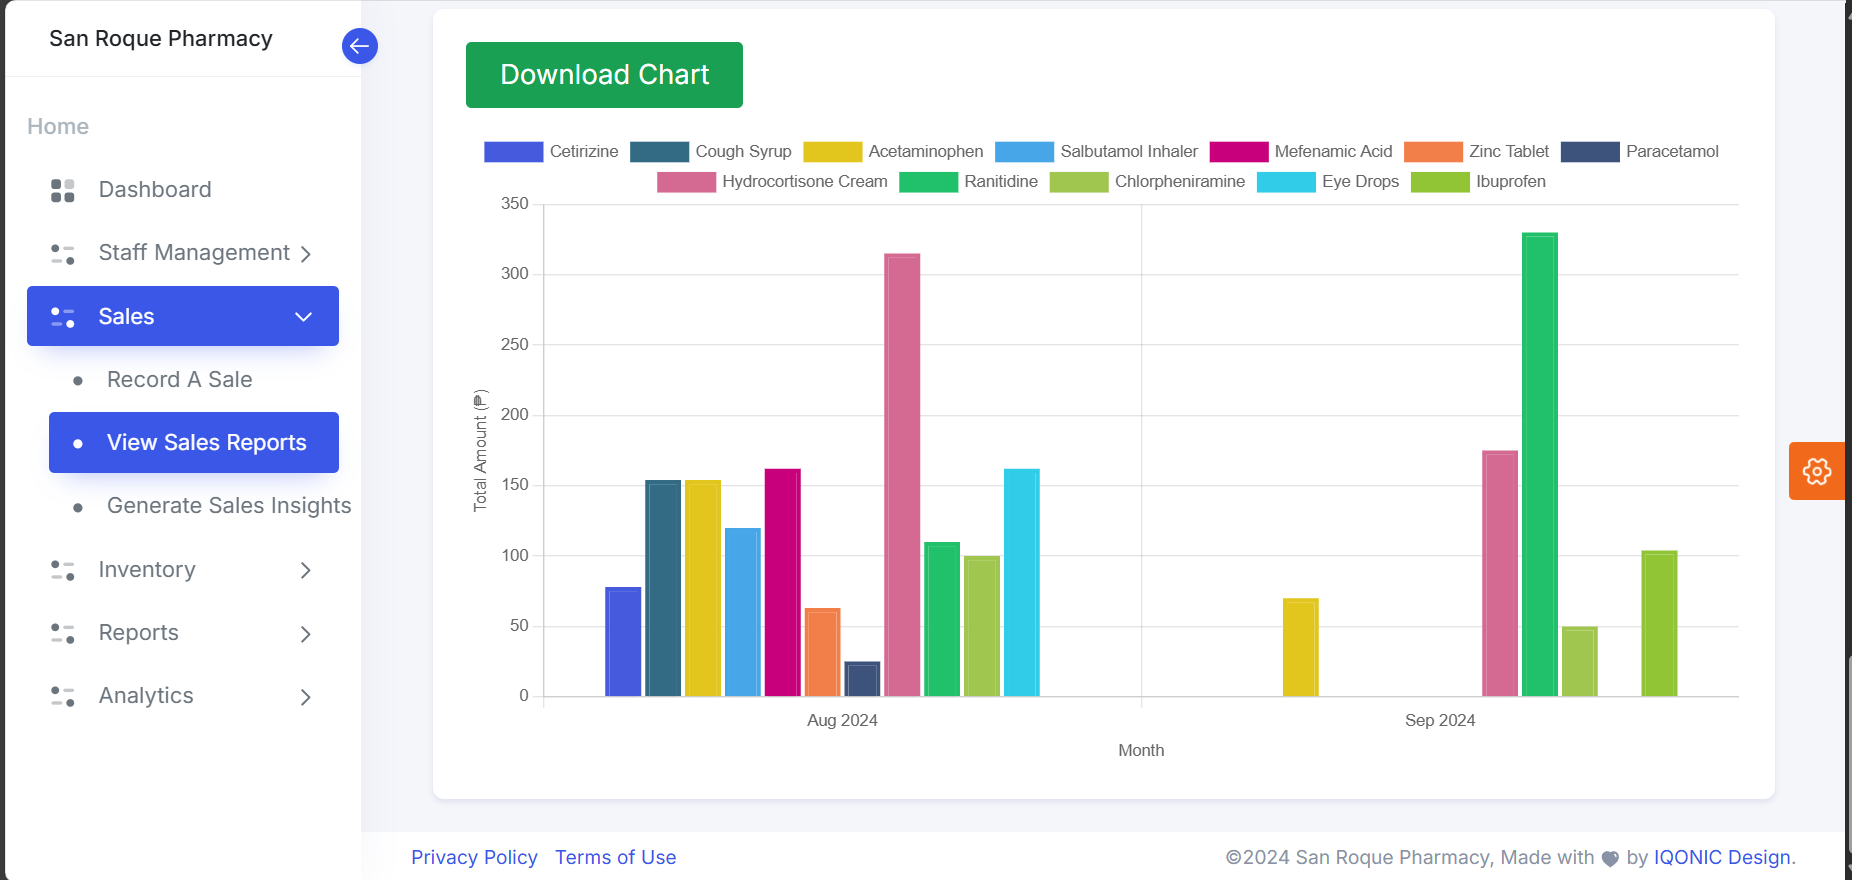 San Roque Pharmacy
Home
Dashboard
Staff Management
Sales
Record A Sale
View Sales Reports
Generate Sales Insights
Inventory
Reports
Analytics
Download Chart
Cetirizine Cough Syrup Acetaminophen Salbutamol Inhaler Mefenamic Acid Zinc Tablet Paracetamol
Hydrocortisone Cream Ranitidine Chlorpheniramine Eye Drops Ibuprofen
Total Amount (₱)
350
300
250
200
150
100
50
0
Aug 2024 Sep 2024
Month
Privacy Policy Terms of Use
©2024 San Roque Pharmacy, Made with by IQONIC Design.